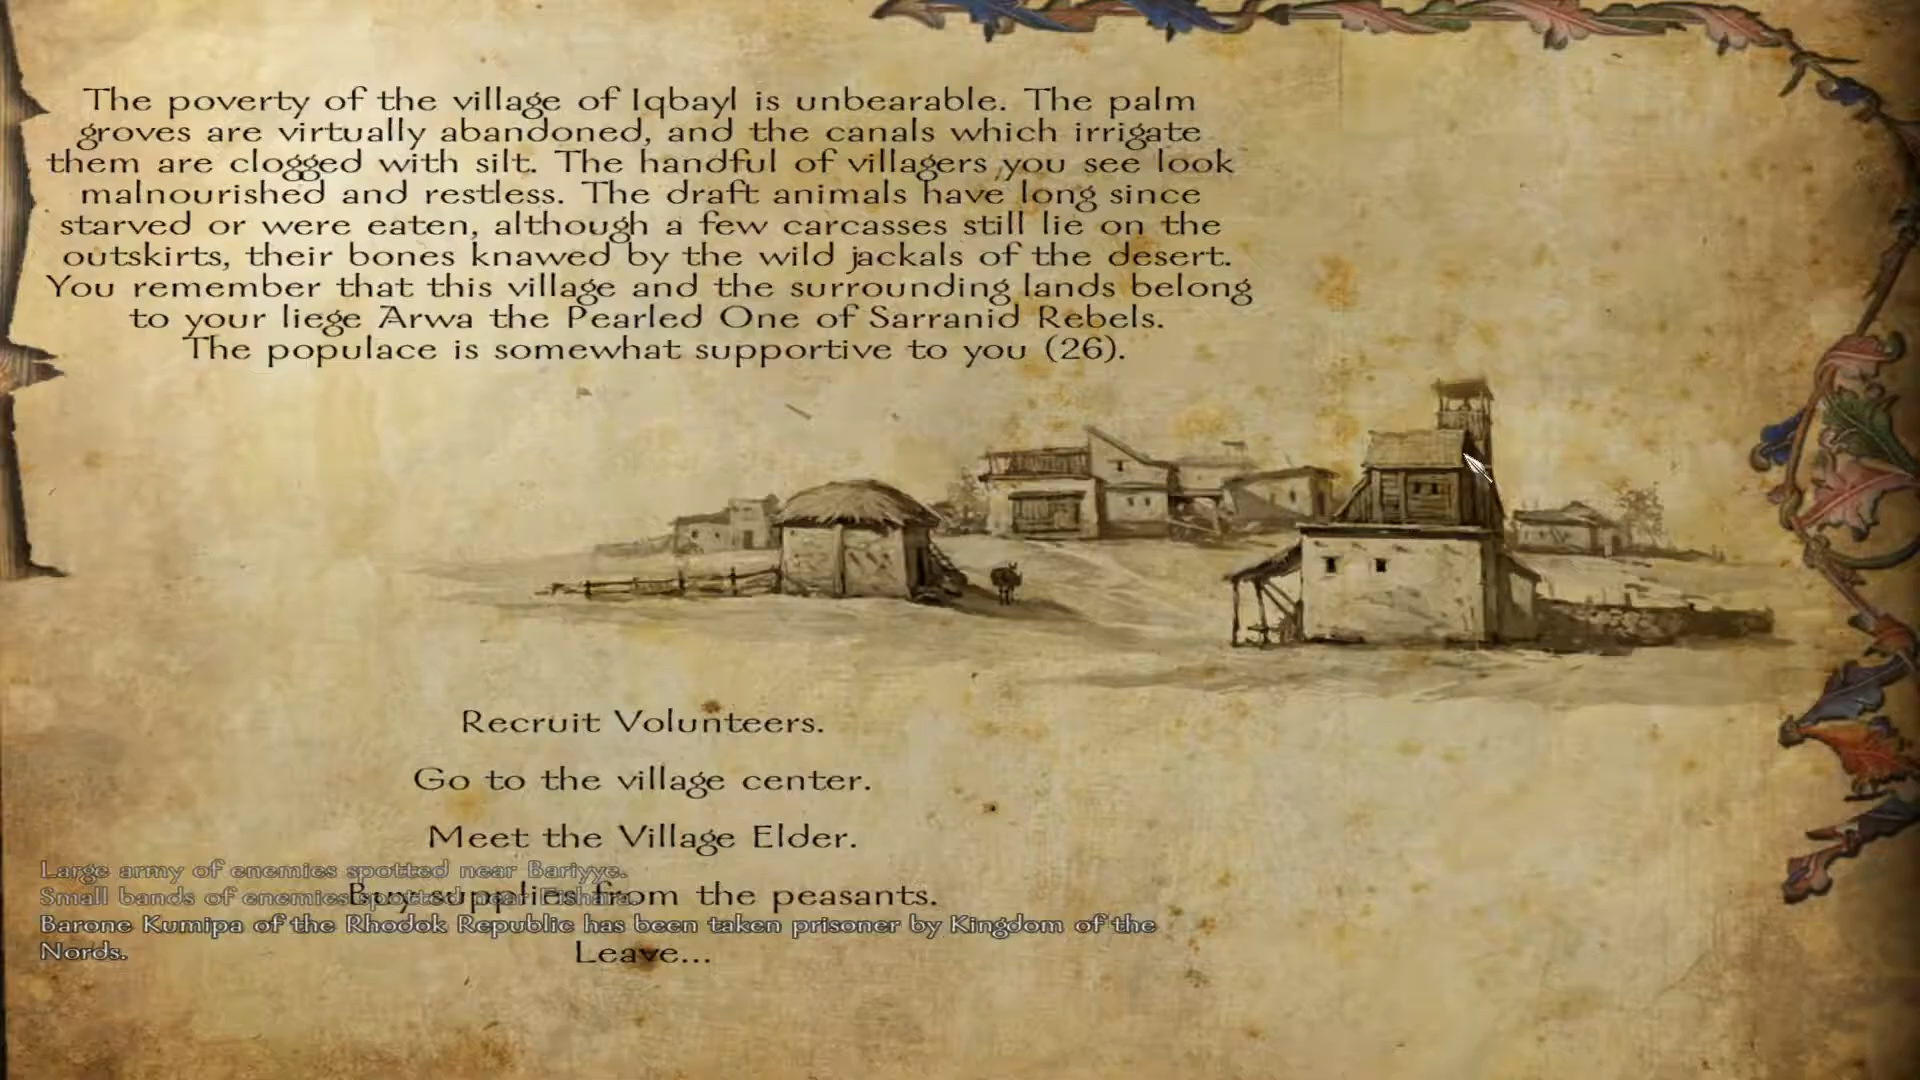 The poverty of the village of Iqbayl is unbearable. The palm
groves are virtually abandoned, and the canals which irrigate
them are clogged with silt. The handful of villagers you see look
malnourished and restless. The draft animals have long since
starved or were eaten, although a few carcasses still lie on the
outskirts, their bones knawed by the wild jackals of the desert.
You remember that this village and the surrounding lands belong
to your liege Arwa the Pearled One of Sarranid Rebels.
The populace is somewhat supportive to you (26).
Recruit Volunteers.
Go to the village center.
Meet the Village Elder.
Large army of enemies spotted near Bariyye.
Small bands of enemies spotted near
Buy supplies from the peasants.
Barone Kumipa of the Rhodok Republic has been taken prisoner by Kingdom of the
Nords.
Leave...